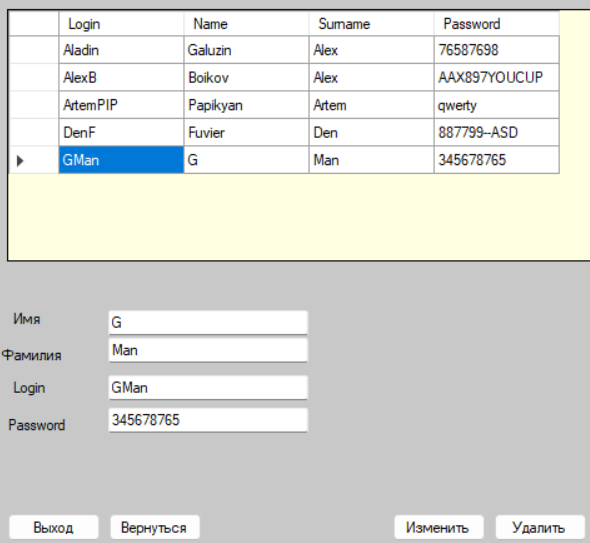 Login Name Surname Password
Aladin Galuzin Alex 76587698
AlexB Boikov Alex AAX897YOUCUP
ArtemPIP Papikyan Artem qwerty
DenF Fuvier Den 887799--ASD
GMan G Man 345678765
Имя G
Фамилия Man
Login GMan
Password 345678765
Выход Вернуться Изменить Удалить